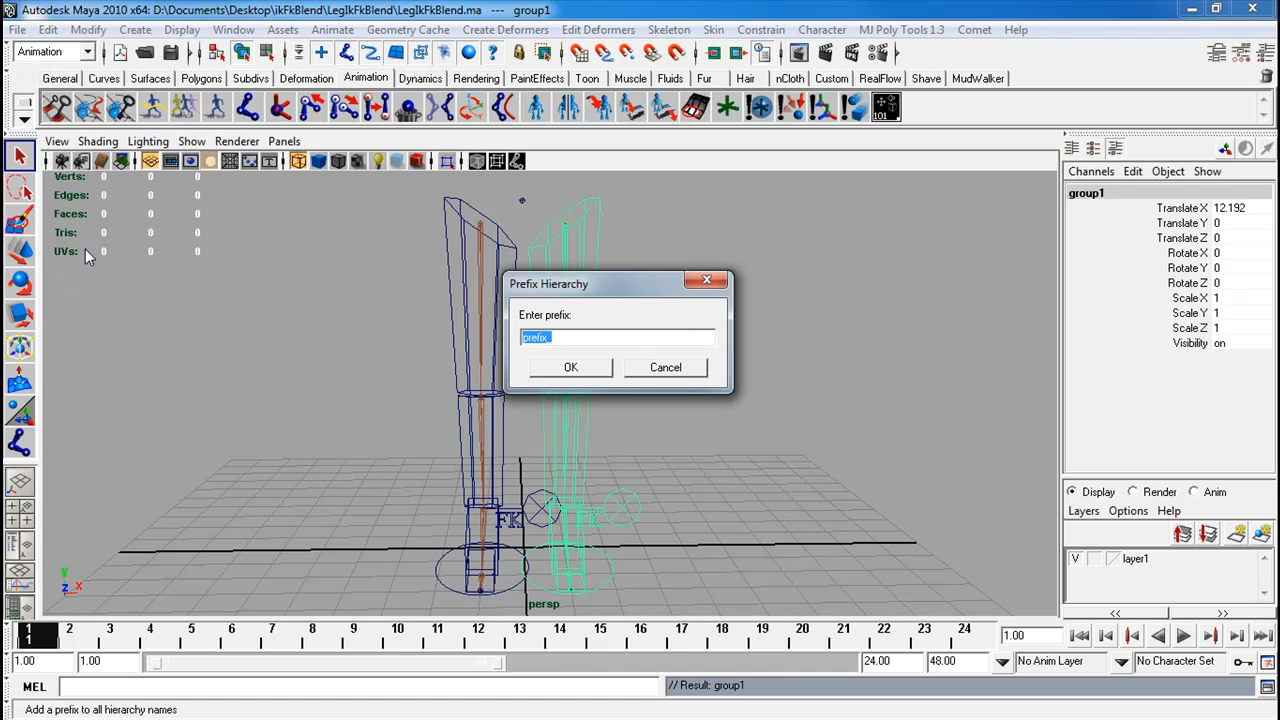 Autodesk Maya 2010 x64: D:\Documents\Desktop\ikFkBlend\LegIkFkBlend\LegIkFkBlend.ma --- group1
File Edit Modify Create Display Window Assets Animate Geometry Cache Create Deformers Edit Deformers Skeleton Skin Constraint Character MJ Poly Tools 1.3 Comet Help
Animation
General Curves Surfaces Polygons Subdivs Deformation Animation Dynamics Rendering PaintEffects Toon Muscle Fluids Fur Hair nCloth Custom RealFlow Shave MudWalker
101
View Shading Lighting Show Renderer Panels
Verts: 0 0 0
Edges: 0 0 0
Faces: 0 0 0
Tris: 0 0 0
UVs: 0 0 0
Prefix Hierarchy
Enter prefix:
prefix_
OK Cancel
FK FK
y
z x
persp
Channels Edit Object Show
group1
Translate X 12.192
Translate Y 0
Translate Z 0
Rotate X 0
Rotate Y 0
Rotate Z 0
Scale X 1
Scale Y 1
Scale Z 1
Visibility on
Display Render Anim
Layers Options Help
V layer1
<< >>
1 2 3 4 5 6 7 8 9 10 11 12 13 14 15 16 17 18 19 20 21 22 23 24
1 1.00
1.00 1.00 24.00 48.00 No Anim Layer No Character Set
MEL // Result: group1
Add a prefix to all hierarchy names